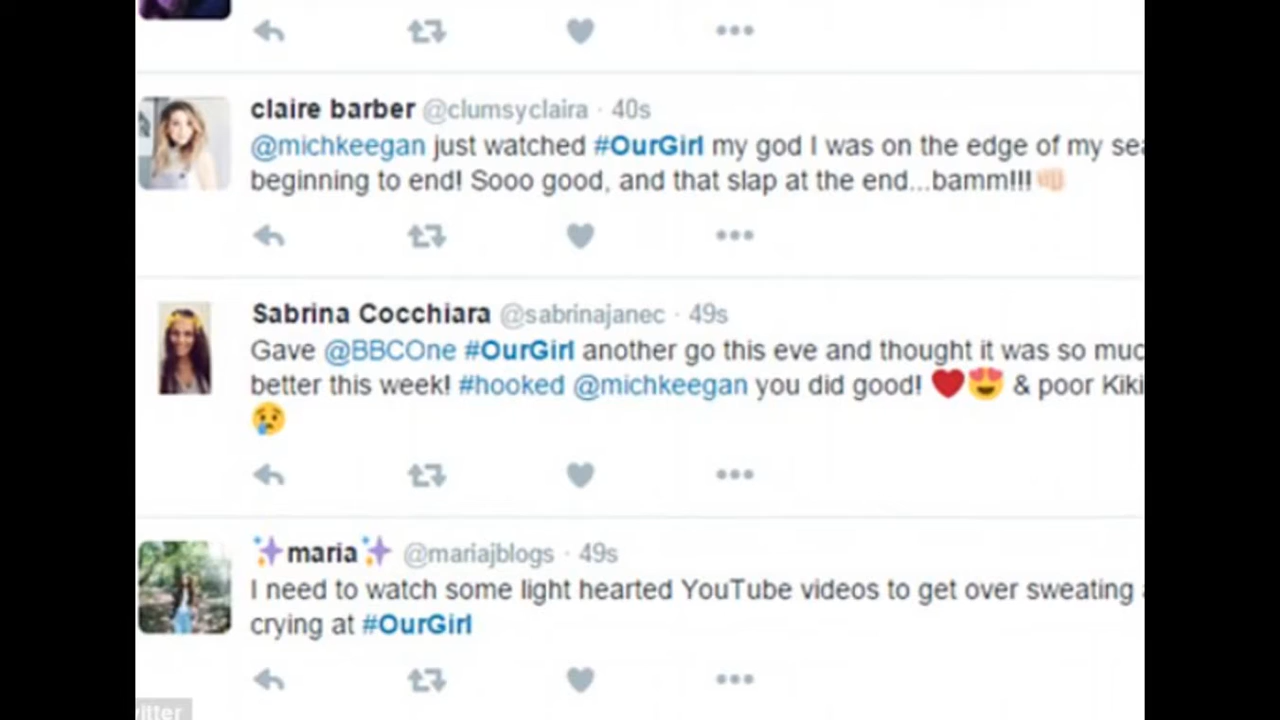 claire barber @clumsyclaira · 40s
@michkeegan just watched #OurGirl my god I was on the edge of my
beginning to end! Sooo good, and that slap at the end...bamm!!!👊🏻
Sabrina Cocchiara @sabrinajanec · 49s
Gave @BBCOne #OurGirl another go this eve and thought it was so
better this week! #hooked @michkeegan you did good! ❤️😍 & poor Kiki
😢
✨maria✨ @mariajblogs · 49s
I need to watch some light hearted YouTube videos to get over sweating
crying at #OurGirl